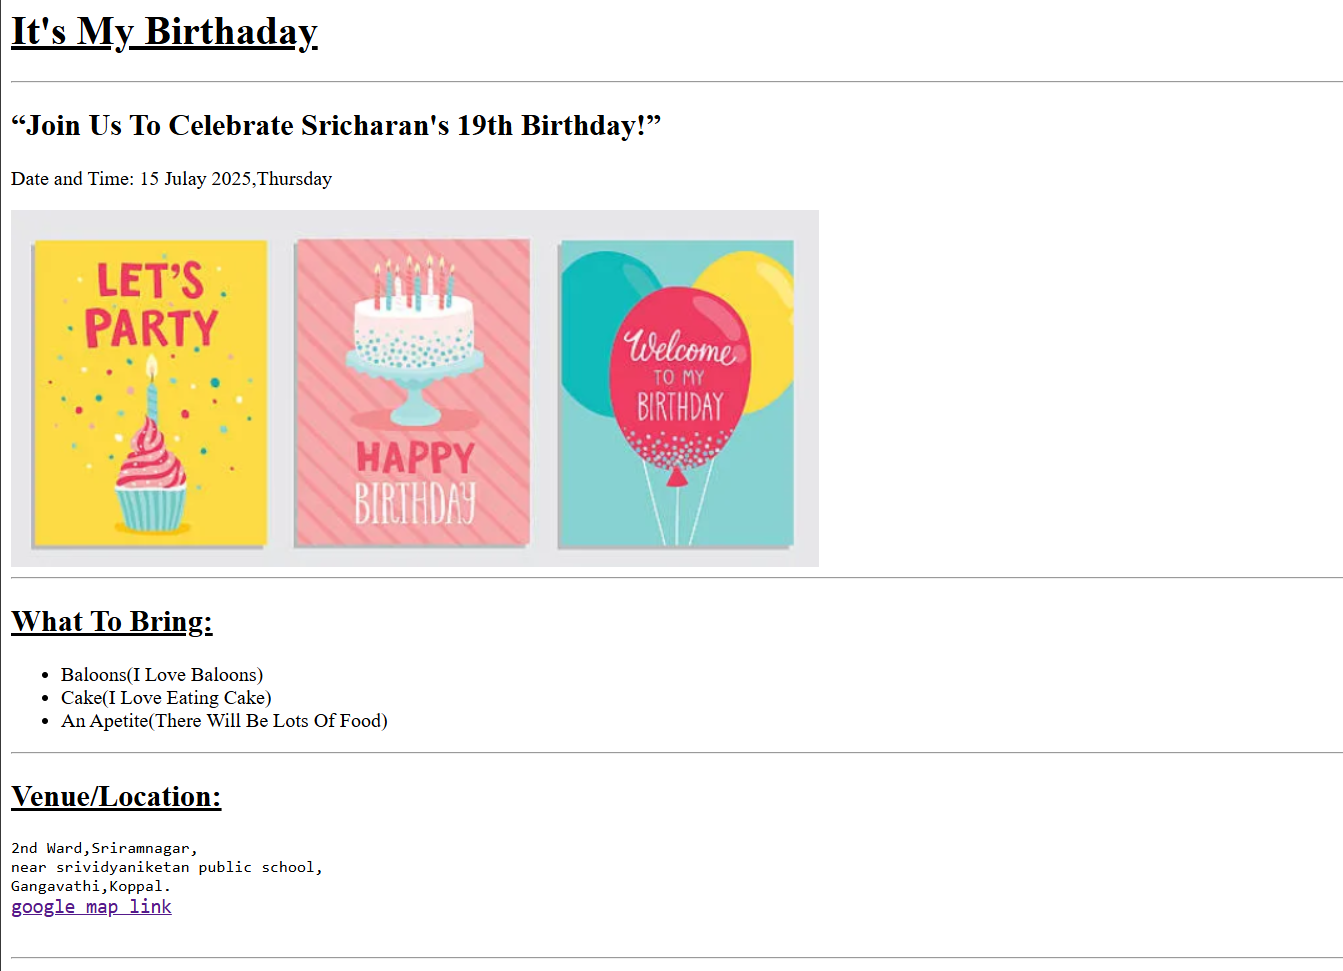 It's My Birthaday
“Join Us To Celebrate Sricharan's 19th Birthday!”
Date and Time: 15 Julay 2025,Thursday
LET'S
PARTY
HAPPY
BIRTHDAY
Welcome
TO MY
BIRTHDAY
What To Bring:
Baloons(I Love Baloons)
Cake(I Love Eating Cake)
An Apetite(There Will Be Lots Of Food)
Venue/Location:
2nd Ward,Sriramnagar,
near srividyaniketan public school,
Gangavathi,Koppal.
google map link